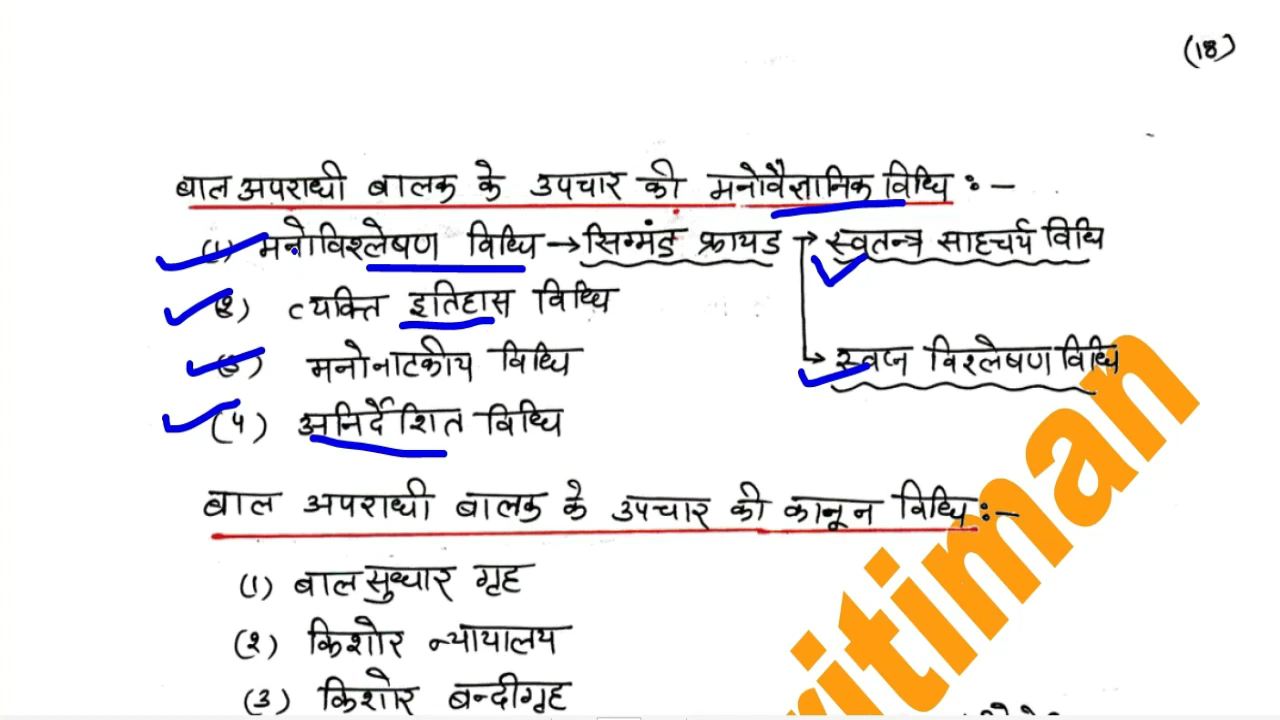 (18)
बाल अपराधी बालक के उपचार की मनोवैज्ञानिक विधि :-
(1) मनोविश्लेषण विधि → सिग्मंड फ्रायड → स्वतन्त्र साहचर्य विधि
(2) व्यक्ति इतिहास विधि
(3) मनोनाटकीय विधि → स्वप्न विश्लेषण विधि
(4) अनिर्देशित विधि
बाल अपराधी बालक के उपचार की कानून विधि :-
(1) बाल सुधार गृह
(2) किशोर न्यायालय
(3) किशोर बन्दीगृह
ritiman